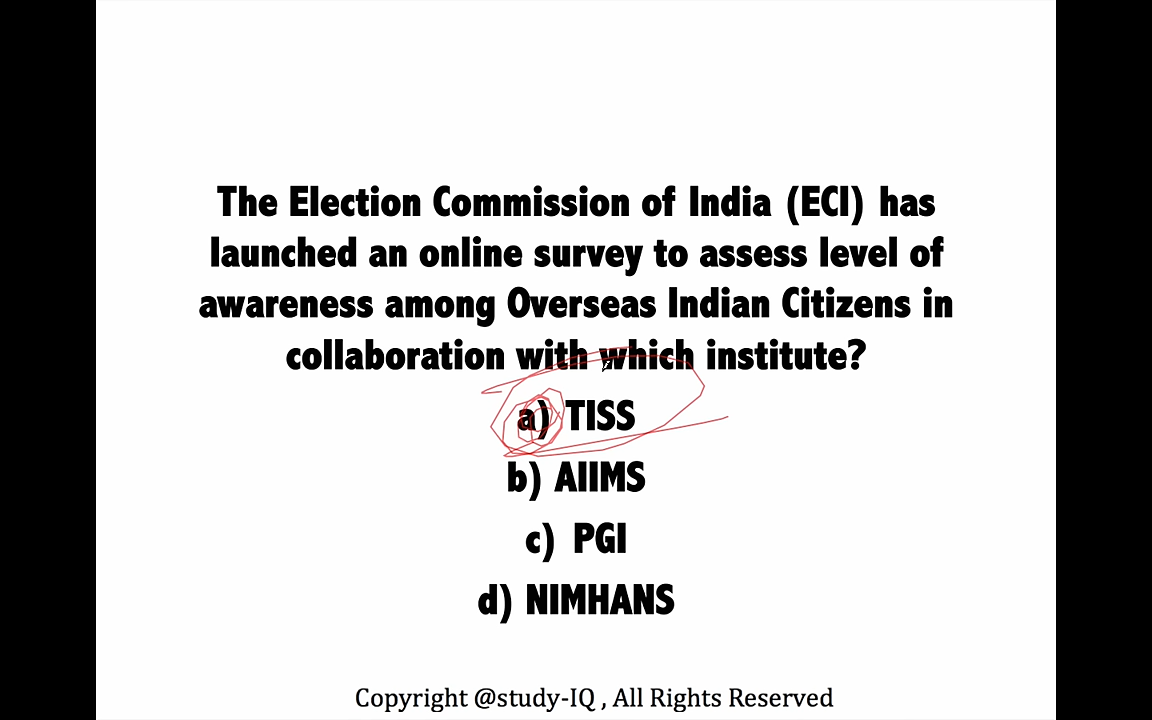 The Election Commission of India (ECI) has
launched an online survey to assess level of
awareness among Overseas Indian Citizens in
collaboration with which institute?
a) TISS
b) AIIMS
c) PGI
d) NIMHANS
Copyright @study-IQ , All Rights Reserved